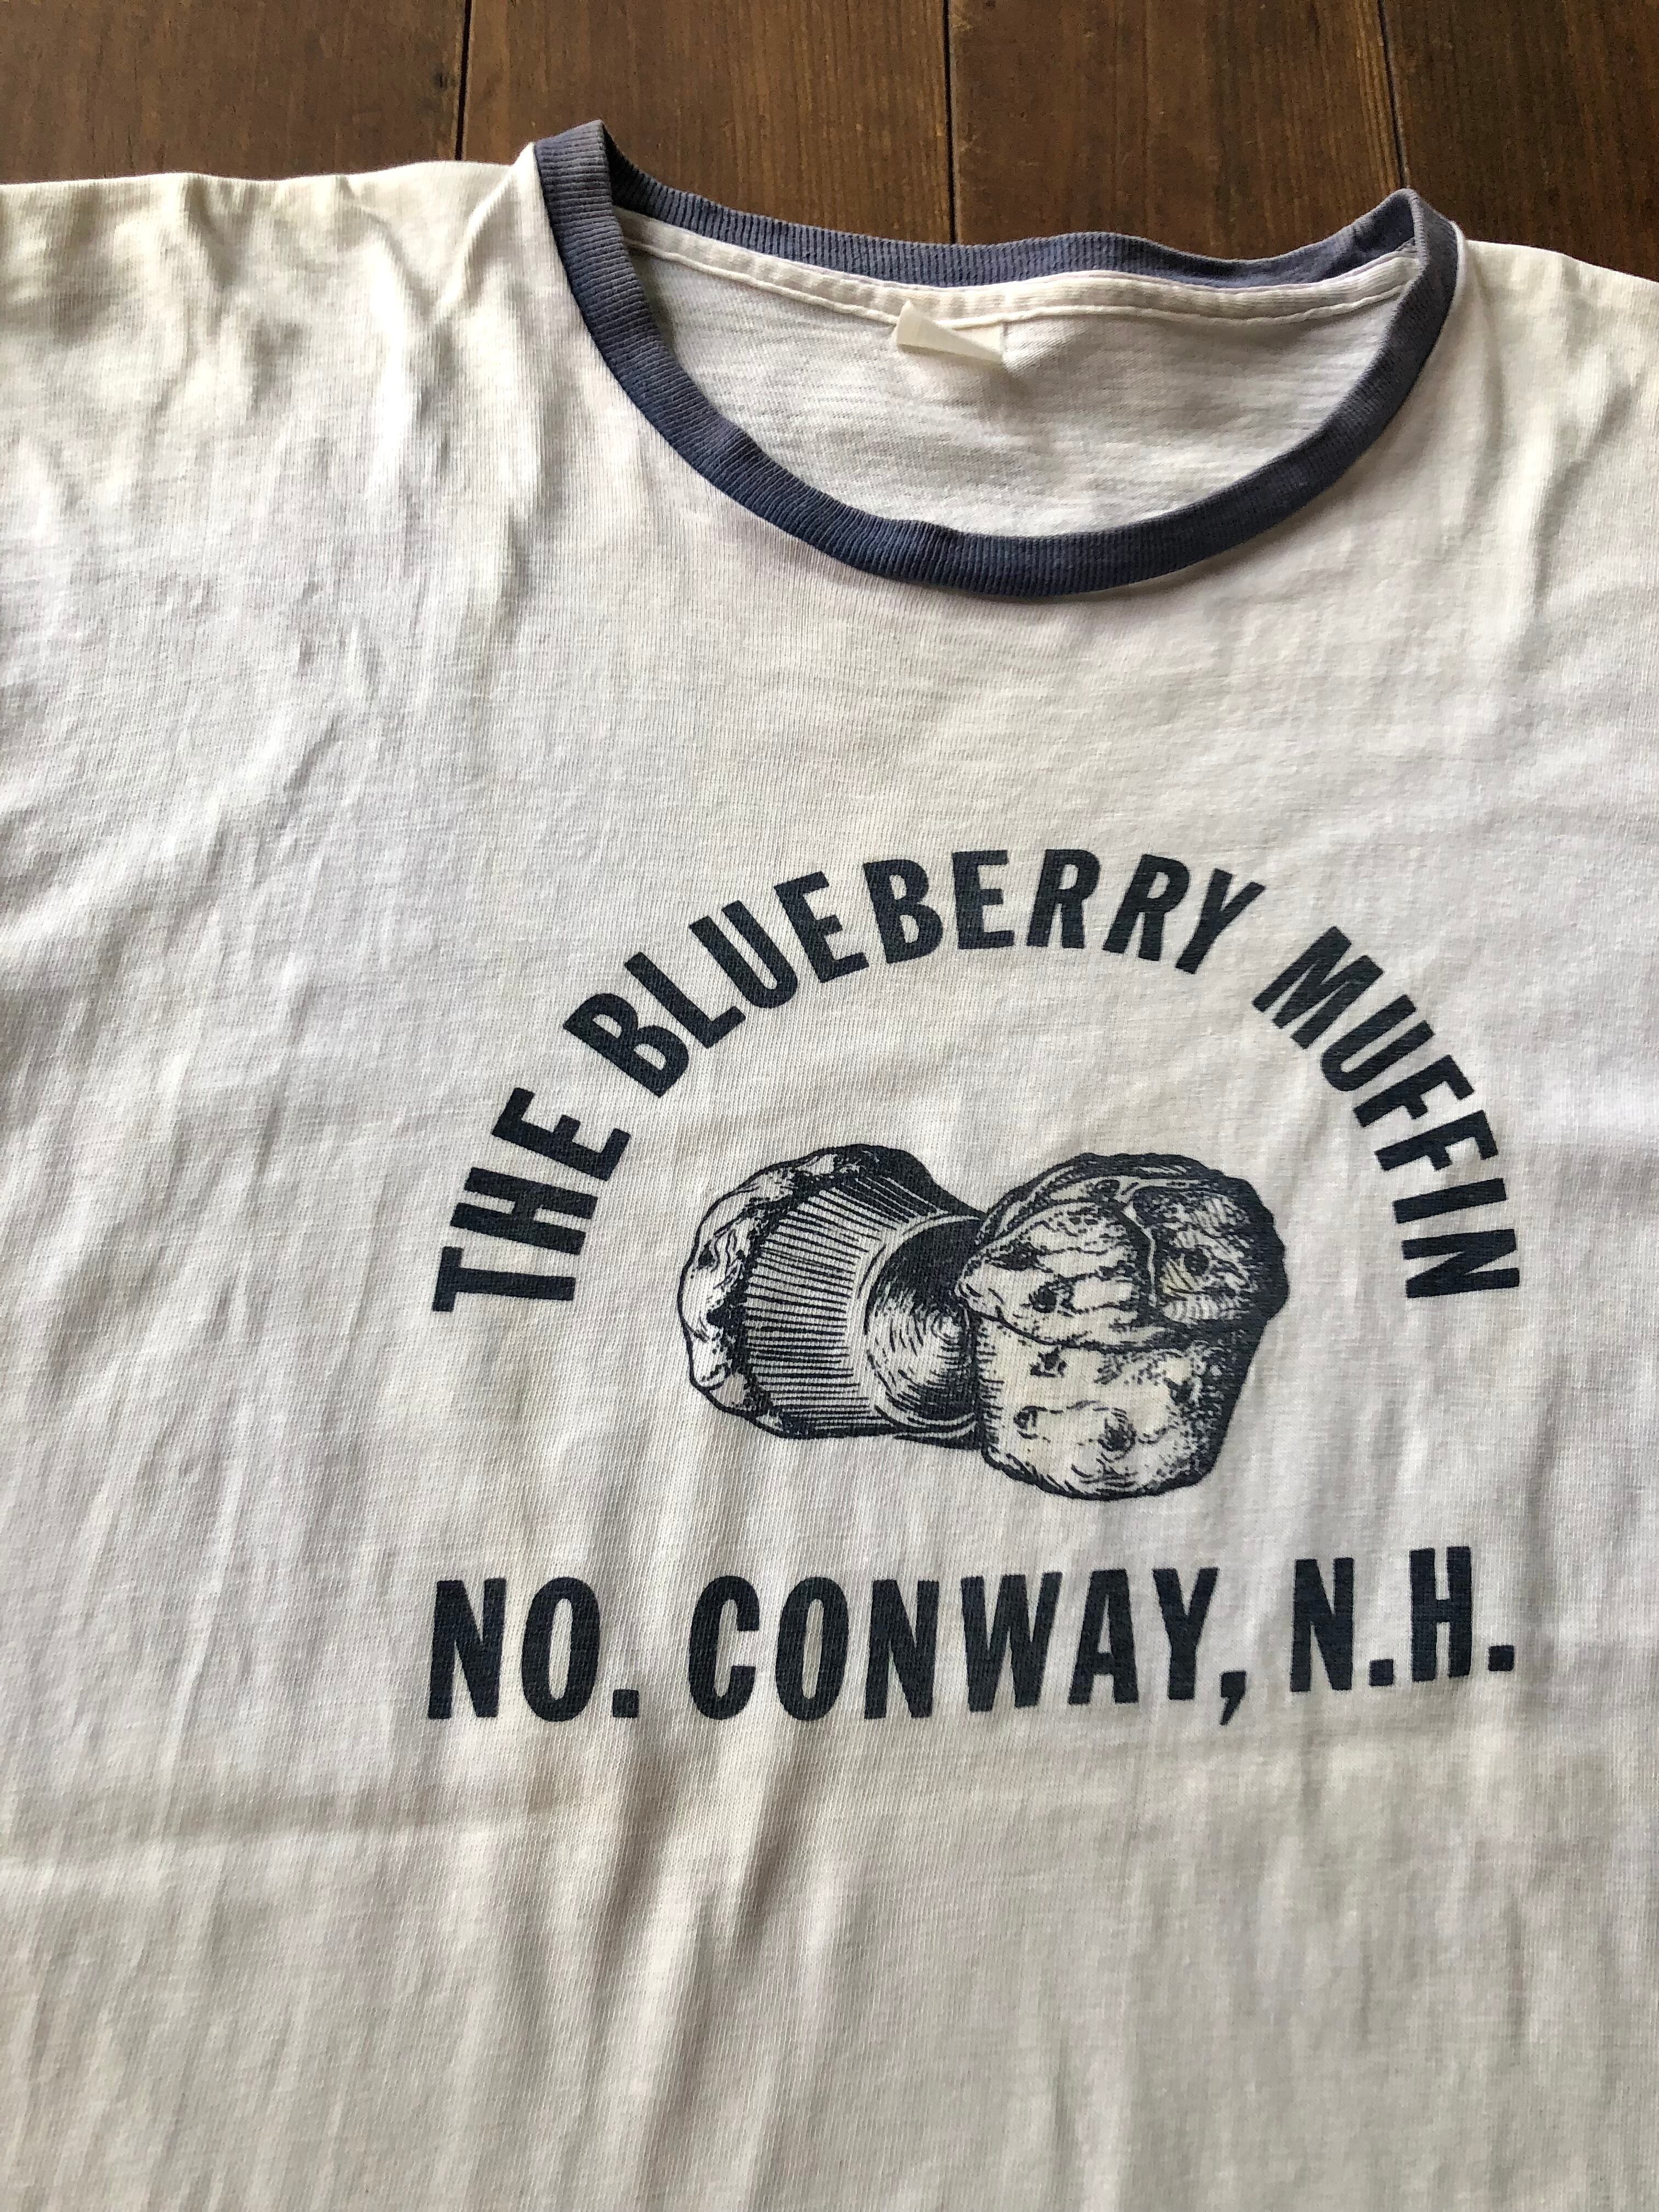 THE BLUEBERRY MUFFIN
NO. CONWAY, N.H.